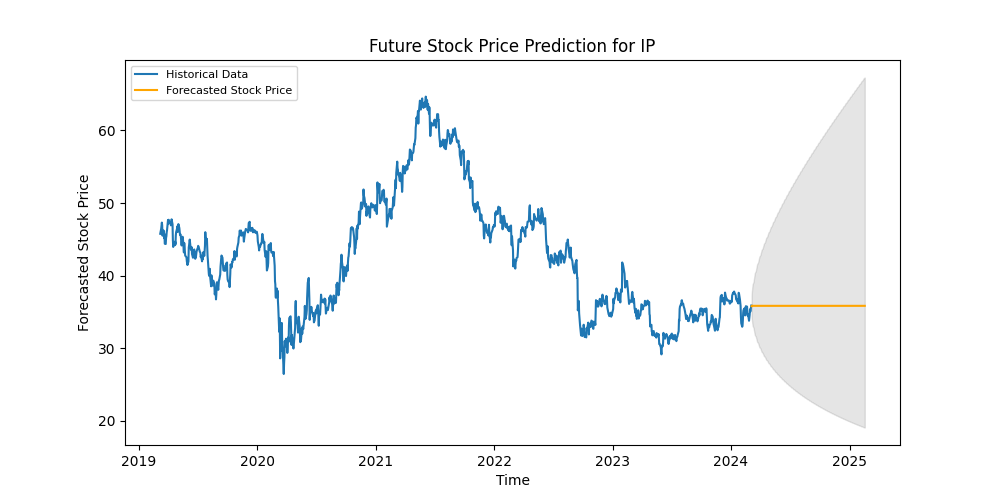 Future Stock Price Prediction for IP
Historical Data
Forecasted Stock Price
Forecasted Stock Price
60
50
40
30
20
2019
2020
2021
2022
2023
2024
2025
Time